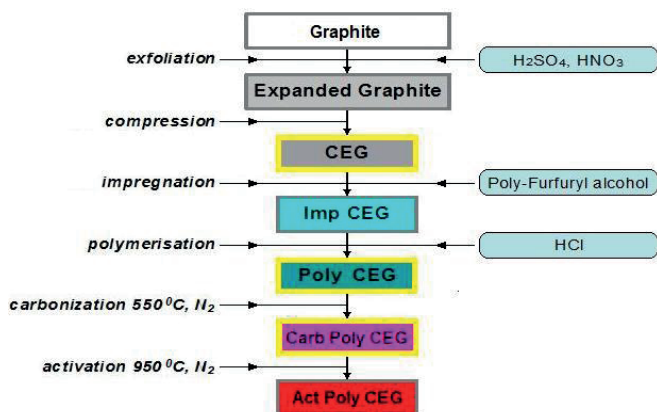 Graphite
exfoliation
H₂SO₄, HNO₃
Expanded Graphite
compression
CEG
impregnation
Poly-Furfuryl alcohol
Imp CEG
polymerisation
HCl
Poly CEG
carbonization 550 ⁰C, N₂
Carb Poly CEG
activation 950 ⁰C, N₂
Act Poly CEG